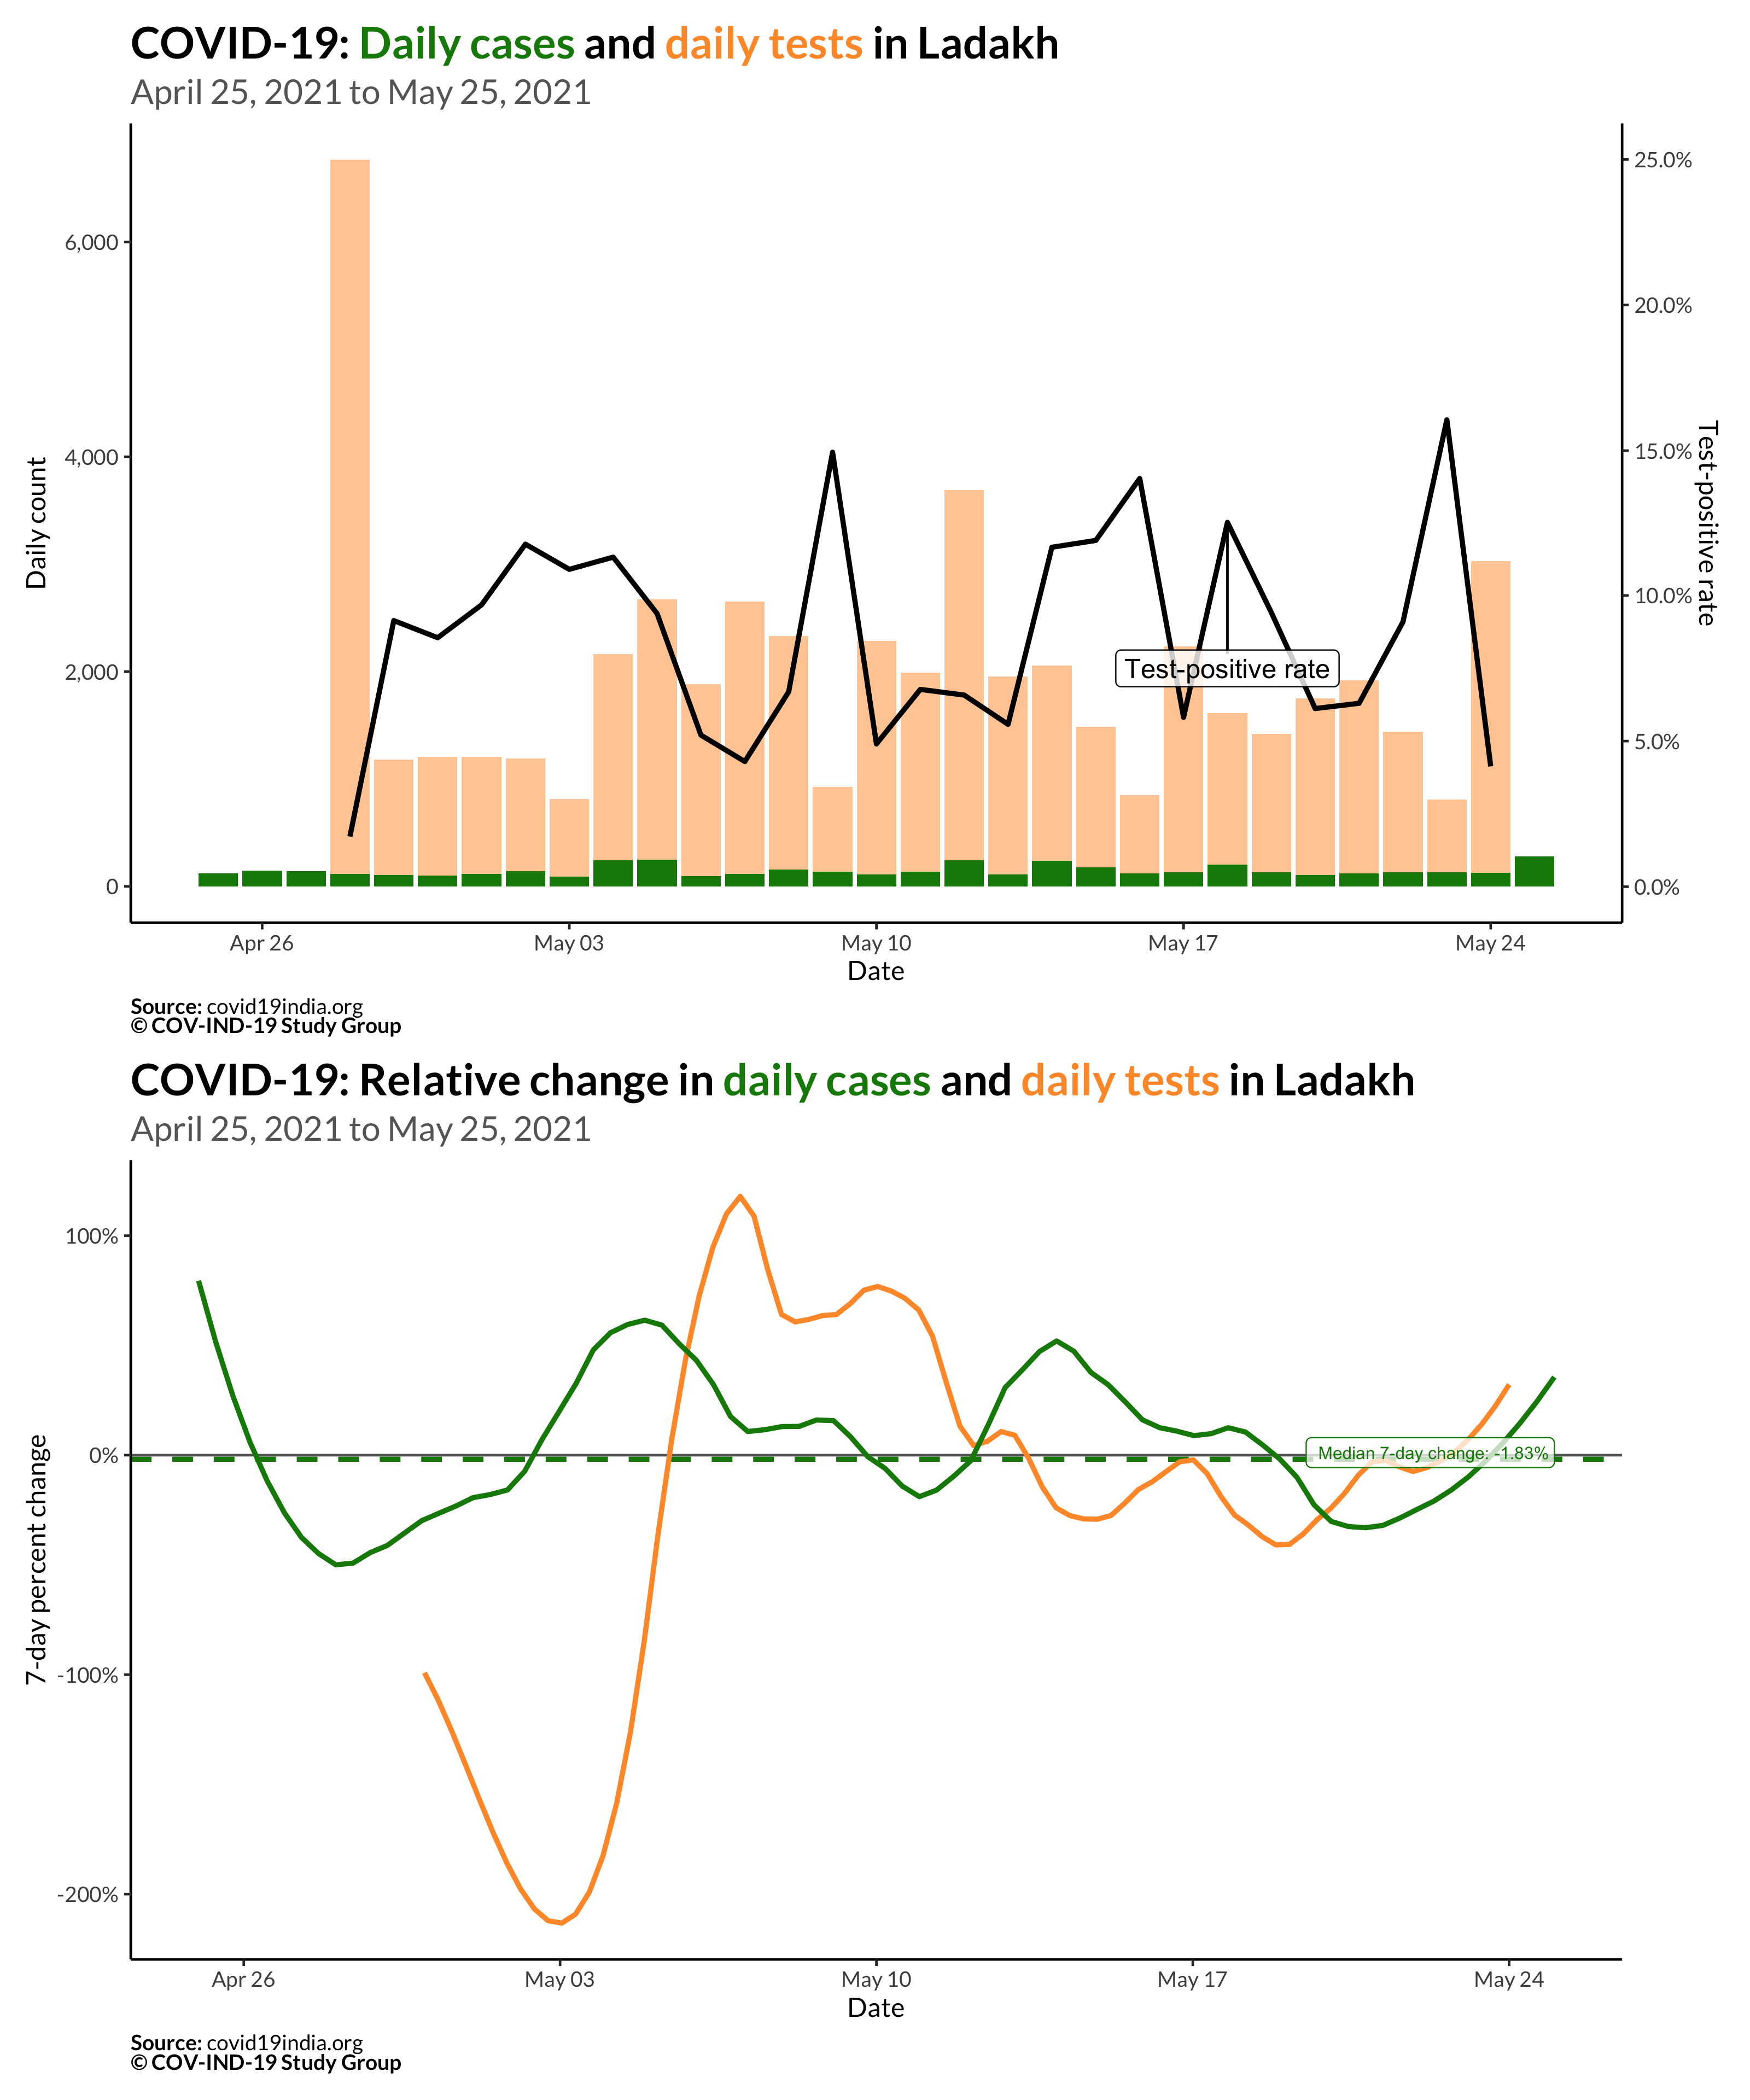 COVID-19: Daily cases and daily tests in Ladakh
April 25, 2021 to May 25, 2021
Daily count
6,000
4,000
2,000
0
25.0%
20.0%
15.0%
10.0%
5.0%
0.0%
Test-positive rate
Test-positive rate
Apr 26
May 03
May 10
May 17
May 24
Date
Source: covid19india.org
© COV-IND-19 Study Group
COVID-19: Relative change in daily cases and daily tests in Ladakh
April 25, 2021 to May 25, 2021
7-day percent change
100%
0%
-100%
-200%
Median 7-day change: -1.83%
Apr 26
May 03
May 10
May 17
May 24
Date
Source: covid19india.org
© COV-IND-19 Study Group